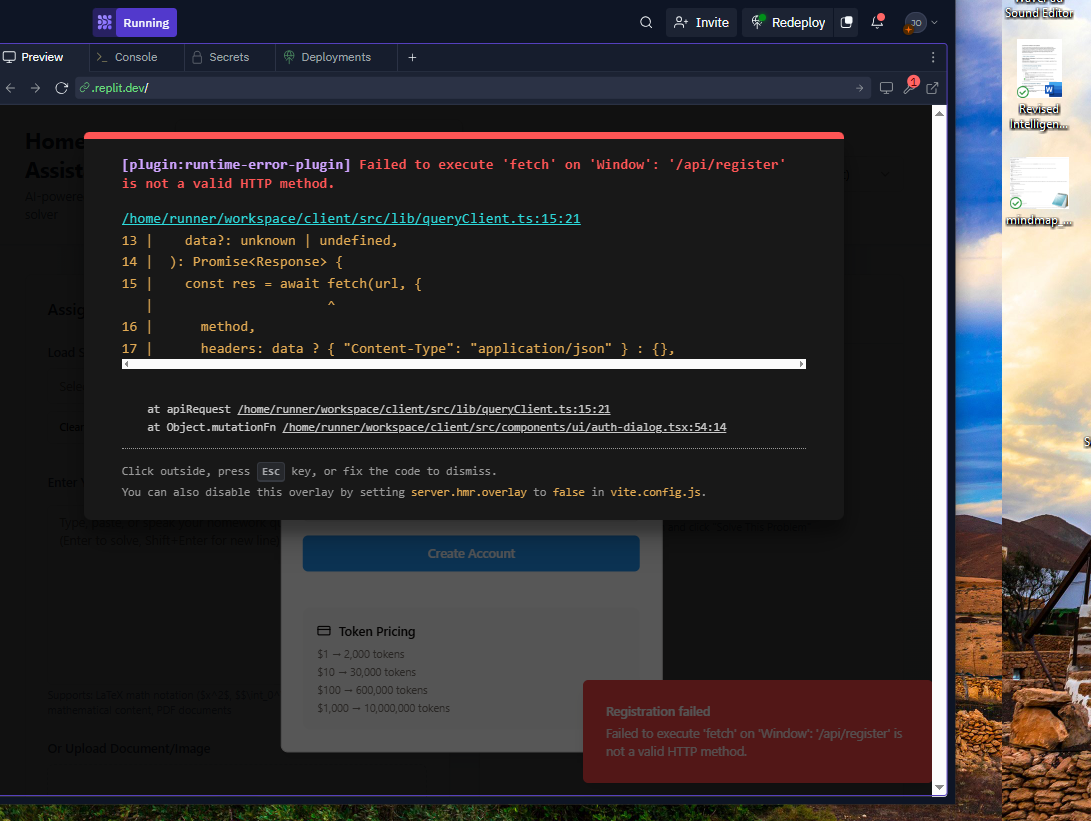 Sound Editor
Running
Invite
Redeploy
JO
Preview
Console
Secrets
Deployments
.replit.dev/
1
Revised
Intelligen...
mindmap_...
Home
Assis
AI-powere
solver
[plugin:runtime-error-plugin] Failed to execute 'fetch' on 'Window': '/api/register'
is not a valid HTTP method.
/home/runner/workspace/client/src/lib/queryClient.ts:15:21
13 | data?: unknown | undefined,
14 | ): Promise<Response> {
15 | const res = await fetch(url, {
| ^
16 | method,
17 | headers: data ? { "Content-Type": "application/json" } : {},
at apiRequest /home/runner/workspace/client/src/lib/queryClient.ts:15:21
at Object.mutationFn /home/runner/workspace/client/src/components/ui/auth-dialog.tsx:54:14
Click outside, press Esc key, or fix the code to dismiss.
You can also disable this overlay by setting server.hmr.overlay to false in vite.config.js.
Assig
Load S
Selec
Clear
Enter Y
Type, paste, or speak your homework
(Enter to solve, Shift+Enter for new line)
Create Account
Token Pricing
$1 → 2,000 tokens
$10 → 30,000 tokens
$100 → 600,000 tokens
$1,000 → 10,000,000 tokens
Supports LaTeX math notation
mathematical content, PDF documents
Or Upload Document/Image
Registration failed
Failed to execute 'fetch' on 'Window': '/api/register' is
not a valid HTTP method.